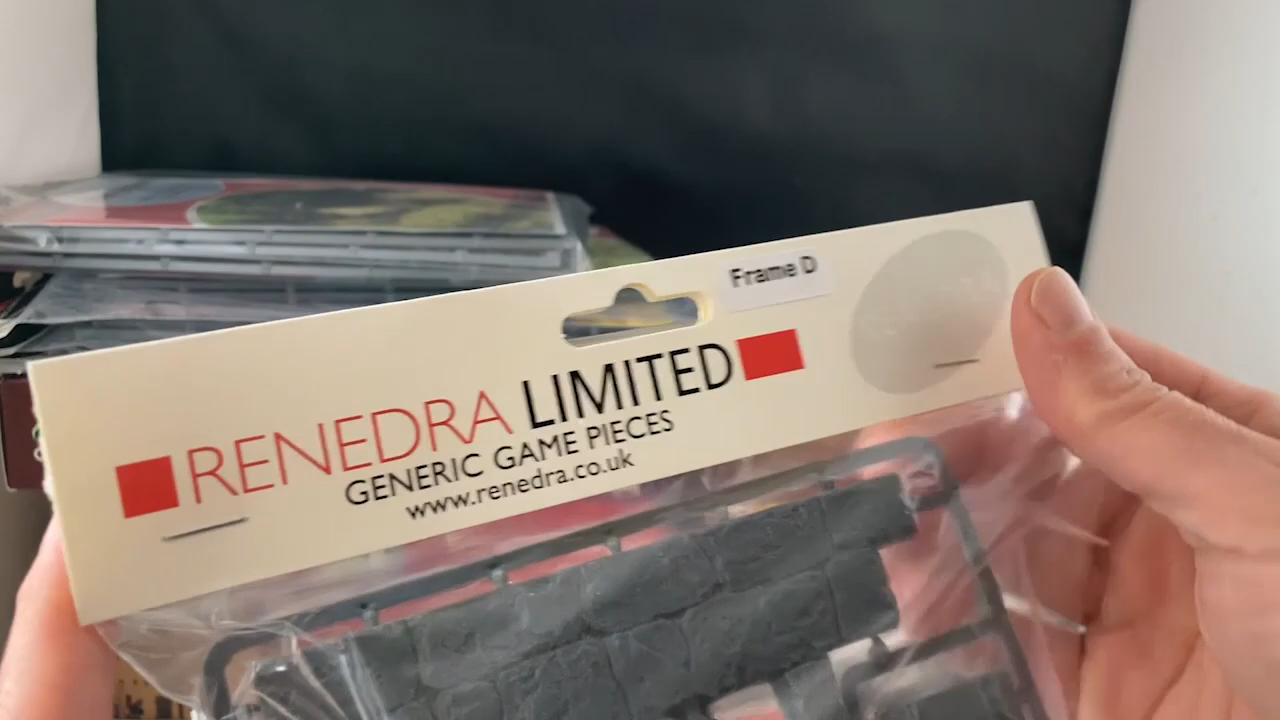 Frame D
RENEDRA LIMITED
GENERIC GAME PIECES
www.renedra.co.uk